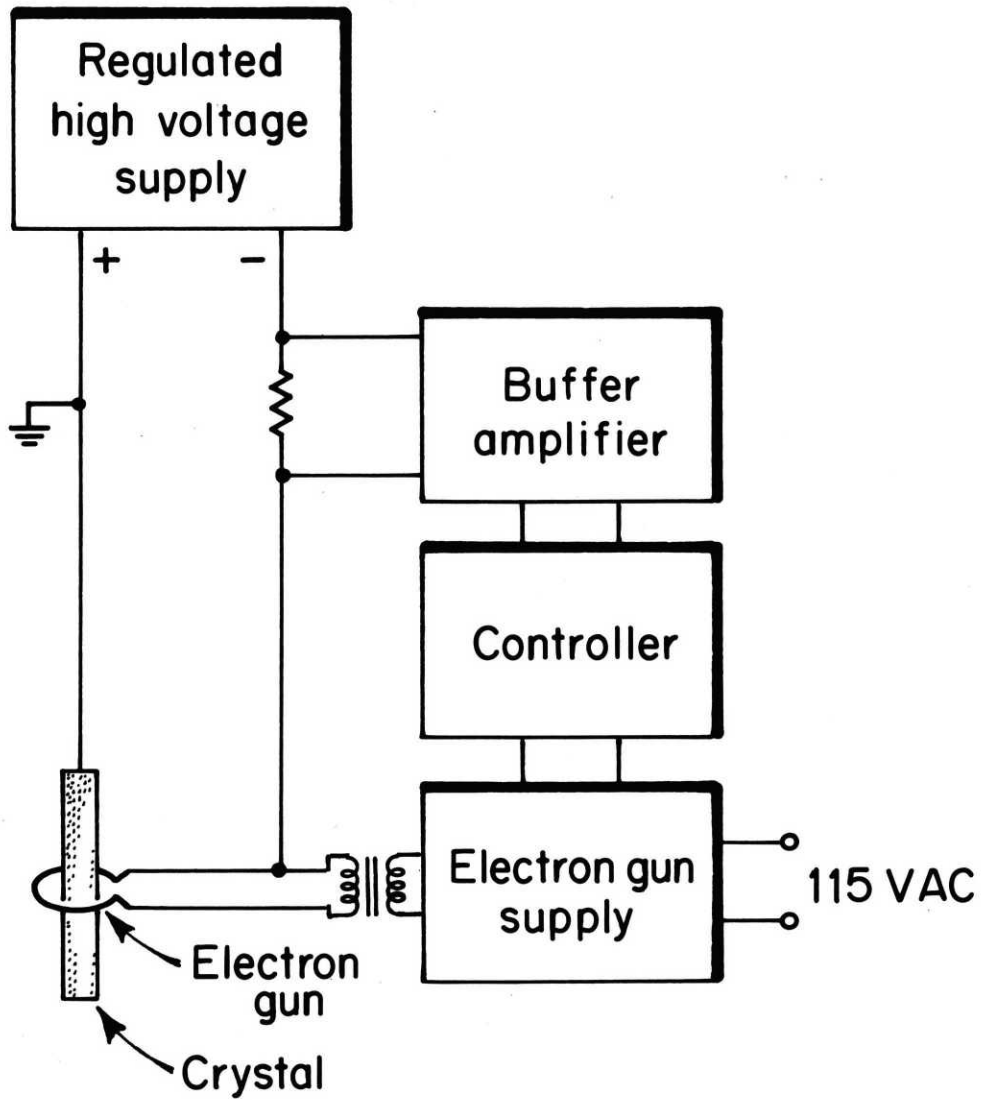 Regulated
high voltage
supply
+ -
Buffer
amplifier
Controller
Electron gun
supply
115 VAC
Electron
gun
Crystal